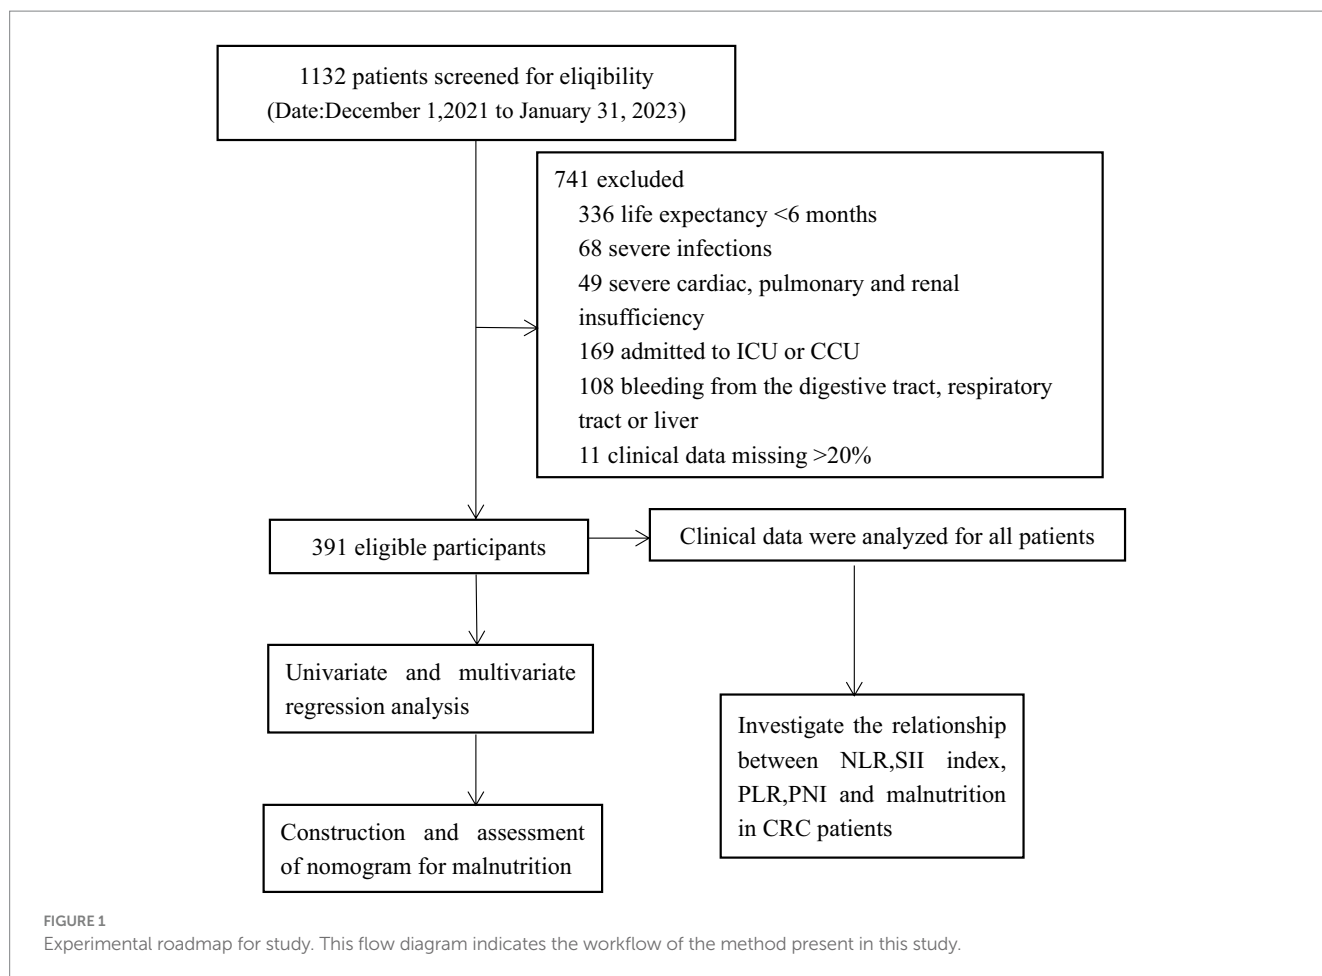 1132 patients screened for eliqibility
(Date:December 1,2021 to January 31, 2023)
741 excluded
336 life expectancy <6 months
68 severe infections
49 severe cardiac, pulmonary and renal
insufficiency
169 admitted to ICU or CCU
108 bleeding from the digestive tract, respiratory
tract or liver
11 clinical data missing >20%
391 eligible participants
Clinical data were analyzed for all patients
Univariate and multivariate
regression analysis
Investigate the relationship
between NLR,SII index,
PLR,PNI and malnutrition
in CRC patients
Construction and assessment
of nomogram for malnutrition
FIGURE 1
Experimental roadmap for study. This flow diagram indicates the workflow of the method present in this study.